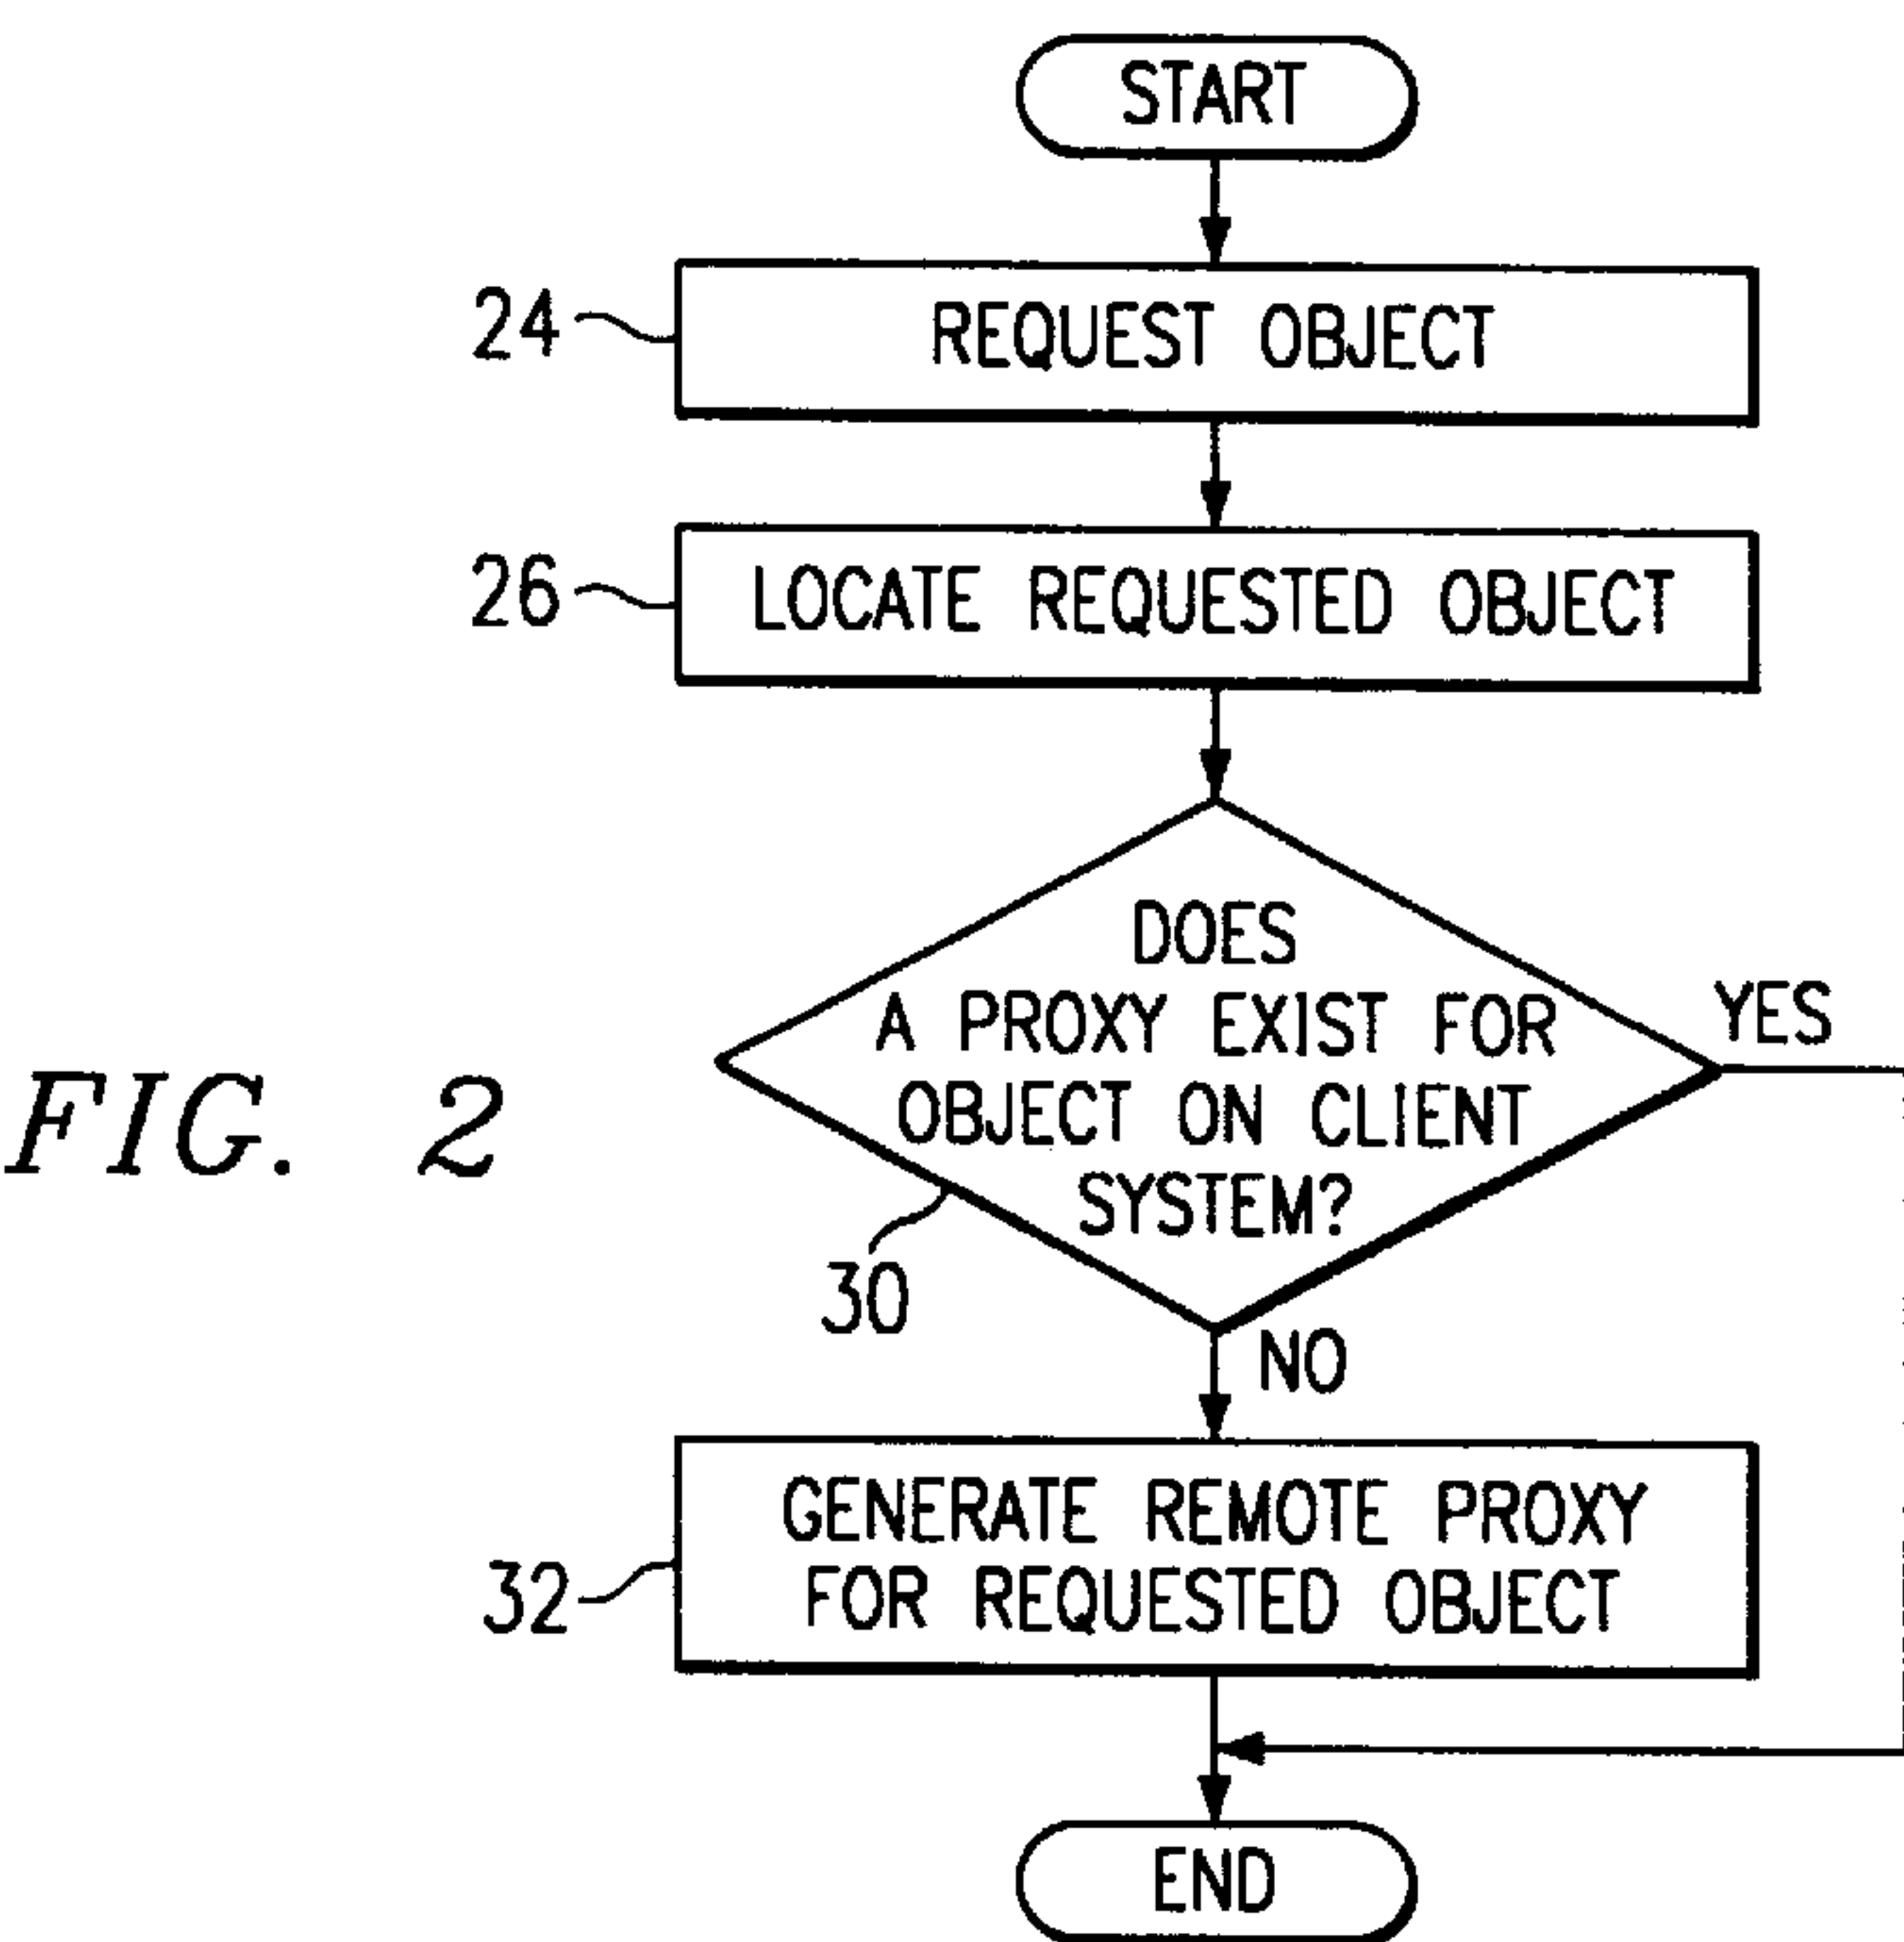 START
24
REQUEST OBJECT
26
LOCATE REQUESTED OBJECT
DOES
A PROXY EXIST FOR
OBJECT ON CLIENT
SYSTEM?
YES
FIG. 2
30
NO
32
GENERATE REMOTE PROXY
FOR REQUESTED OBJECT
END